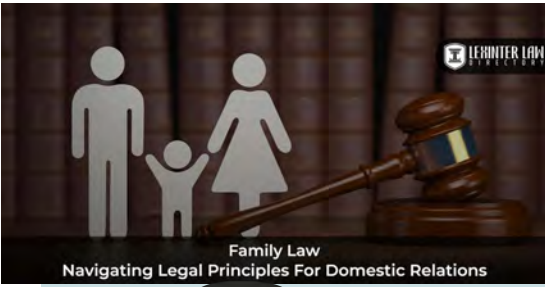 LEXINTER LAW
DIRECTORY
Family Law
Navigating Legal Principles For Domestic Relations